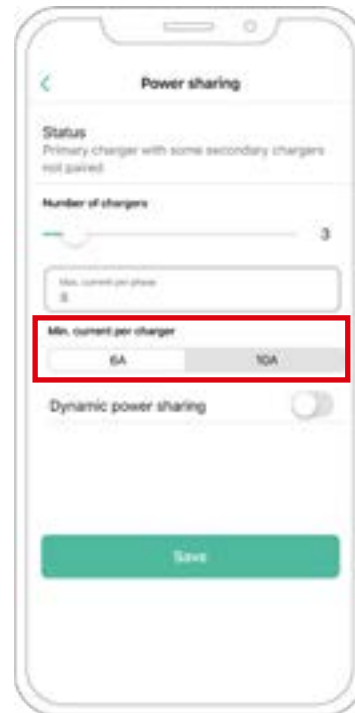 Power sharing
Status
Primary charger with some secondary chargers
not paired
Number of chargers
3
Max. current per phase
Min. current per charger
6A 10A
Dynamic power sharing
Save